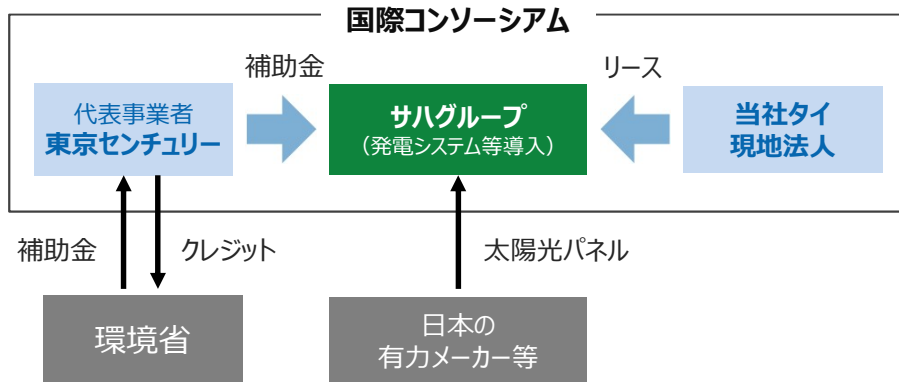 国際コンソーシアム
補助金
リース
代表事業者
東京センチュリー
サハグループ
（発電システム等導入）
当社タイ
現地法人
補助金
クレジット
太陽光パネル
環境省
日本の
有力メーカー等